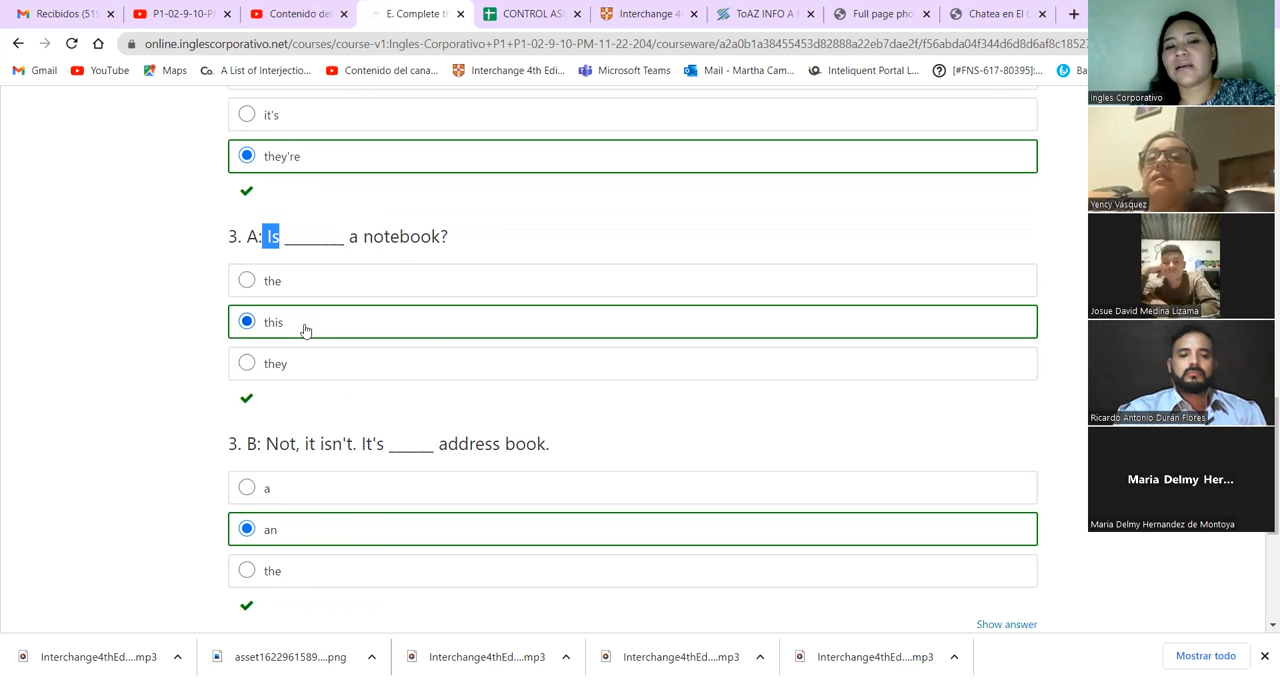 Recibidos (51
P1-02-9-10-P
Contenido de
E. Complete t
CONTROL AS
Interchange 4
ToAZ INFO A
Full page pho
Chatea en El C
online.inglescorporativo.net/courses/course-v1:Ingles-Corporativo+P1+P1-02-9-10-PM-11-22-204/courseware/a2a0b1a38455453d82888a22eb7dae2f/f56abda04f344d6d8d6af8c1852
Gmail
YouTube
Maps
Co. A List of Interjectio...
Contenido del cana...
Interchange 4th Edi...
Microsoft Teams
Mail - Martha Cam...
Inteliquent Portal L...
[#FNS-617-80395]:...
Ba
it's
they're
3. A: Is ________ a notebook?
the
this
they
3. B: Not, it isn't. It's ______ address book.
a
an
the
Show answer
Ingles Corporativo
Yency Vásquez
Josue David Medina Lizama
Ricardo Antonio Durán Flores
Maria Delmy Her...
Maria Delmy Hernandez de Montoya
Interchange4thEd....mp3
asset1622961589....png
Interchange4thEd....mp3
Interchange4thEd....mp3
Interchange4thEd....mp3
Mostrar todo